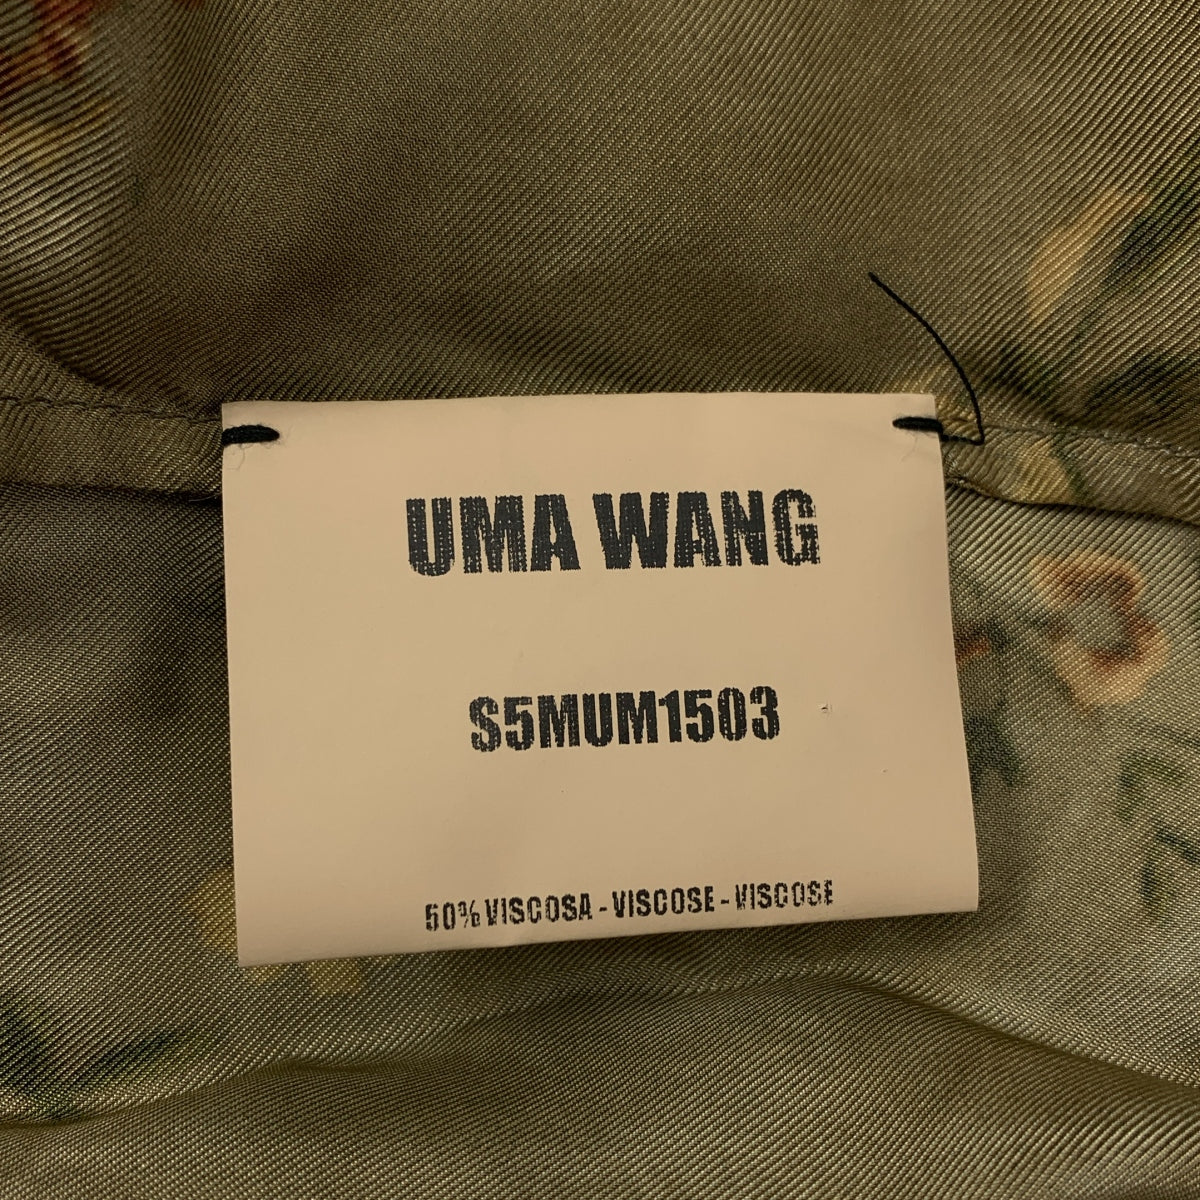 UMA WANG
S5MUM1503
50% VISCOSA - VISCOSE - VISCOSE